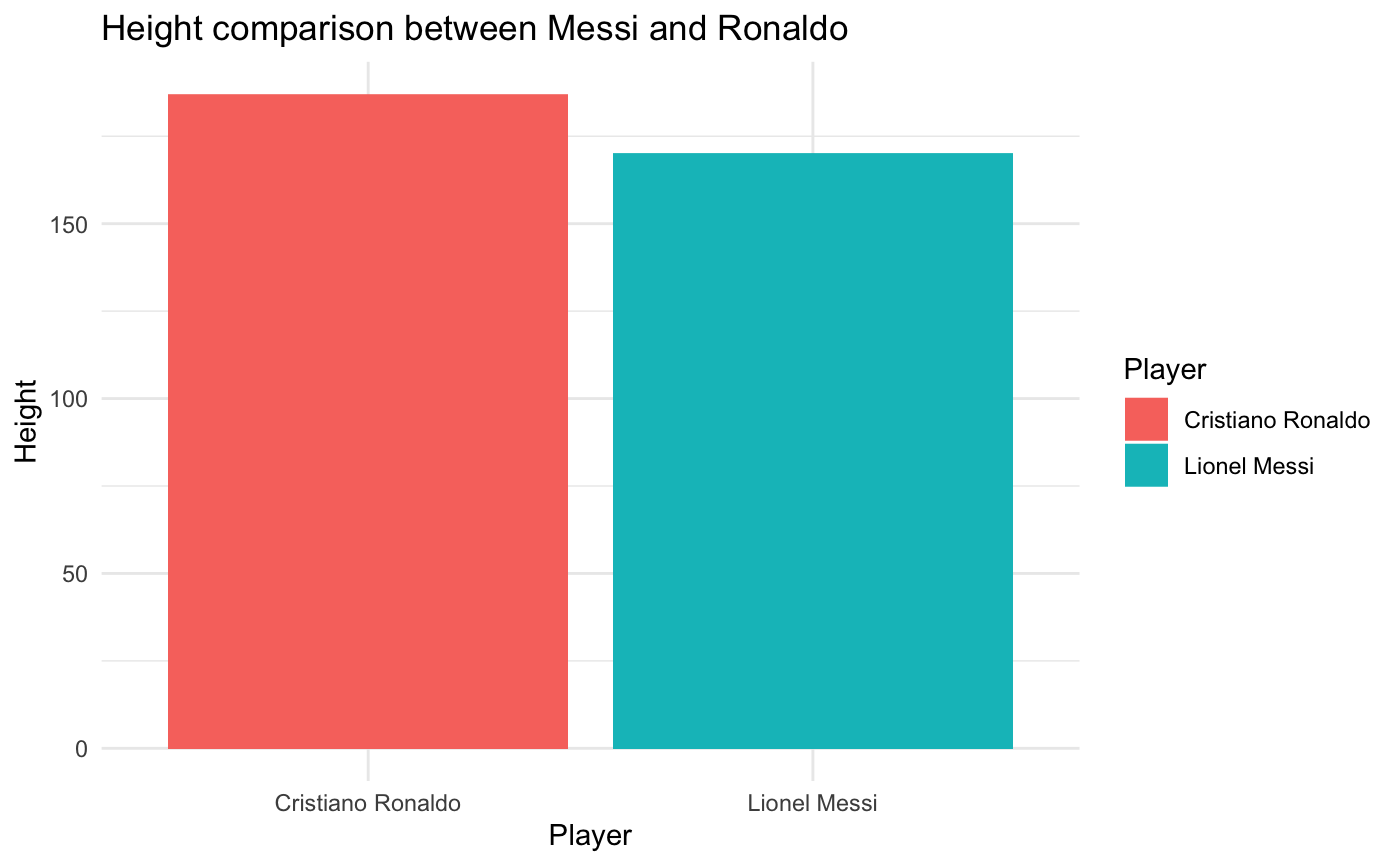 Height comparison between Messi and Ronaldo
150
100
50
0
Height
Cristiano Ronaldo
Lionel Messi
Player
Player
Cristiano Ronaldo
Lionel Messi